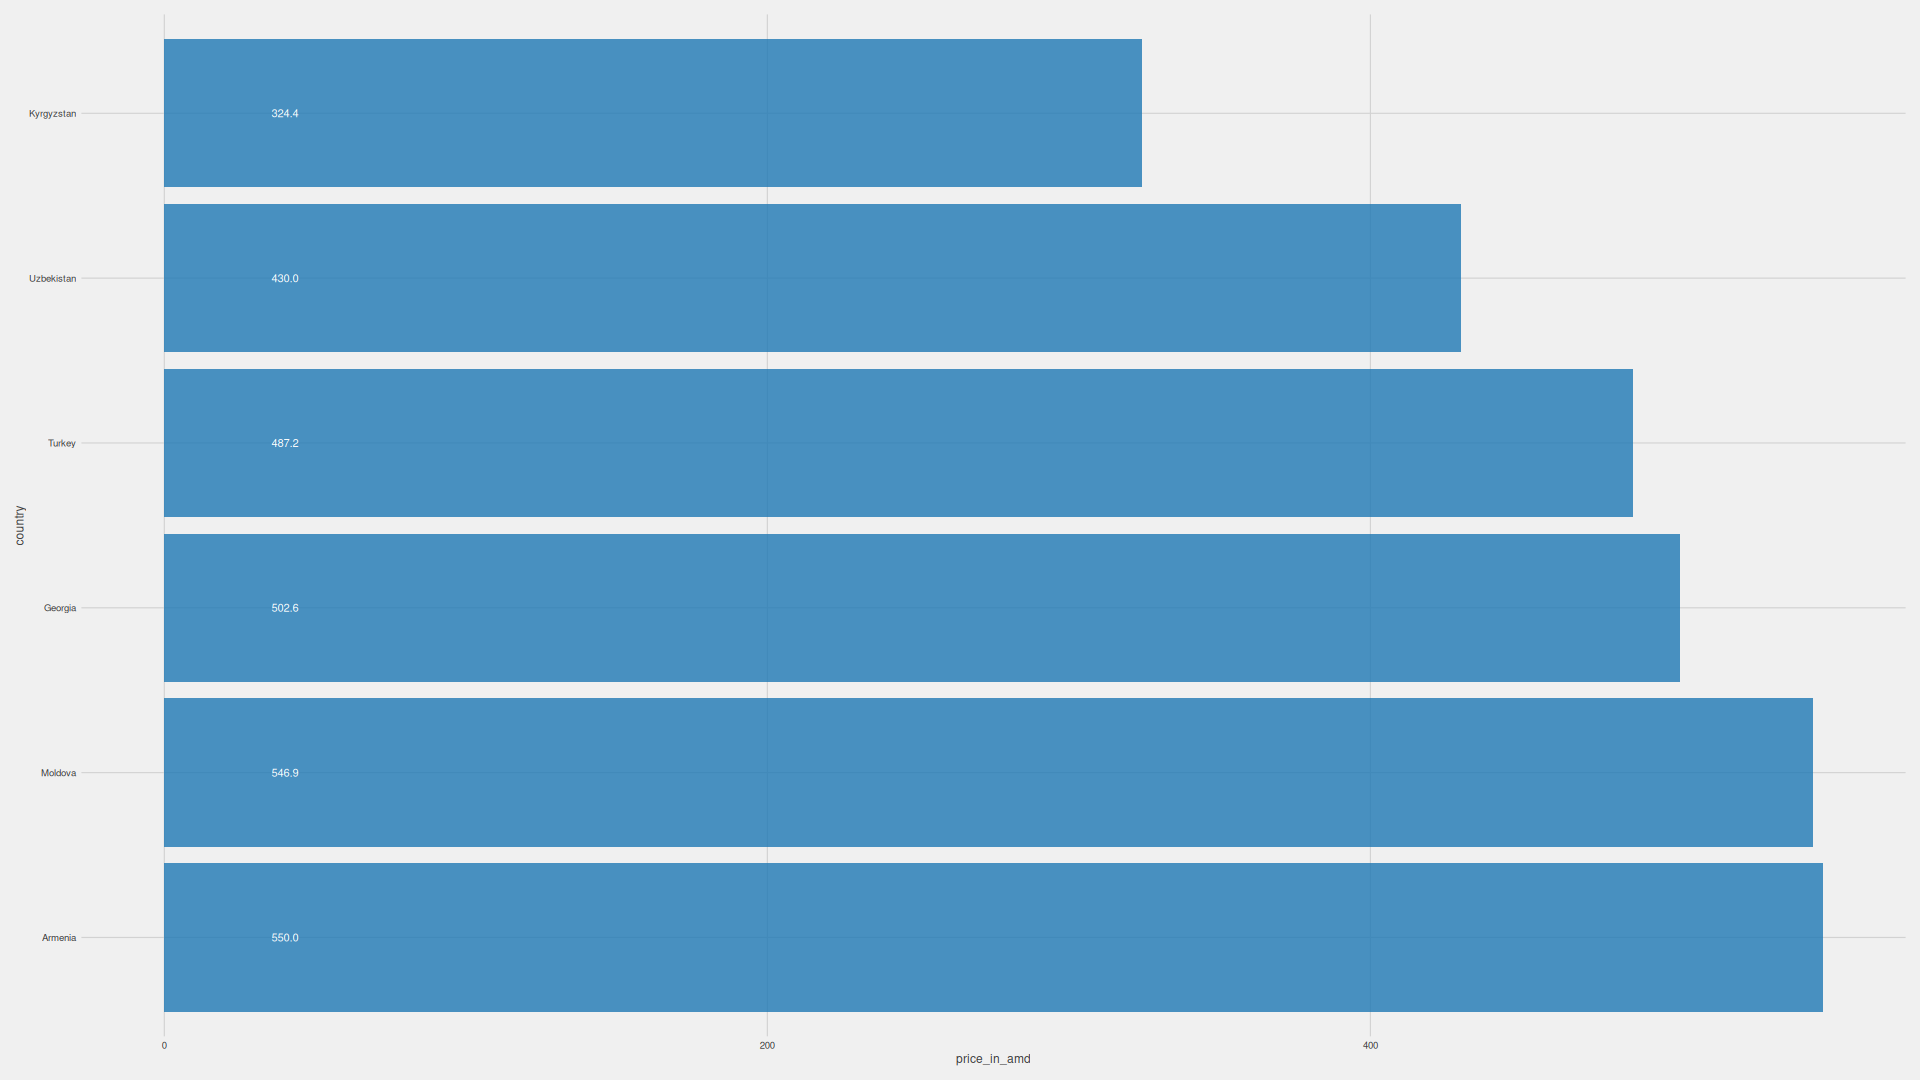 Kyrgyzstan 324.4
Uzbekistan 430.0
Turkey 487.2
Georgia 502.6
Moldova 546.9
Armenia 550.0
country
0 200 400
price_in_amd